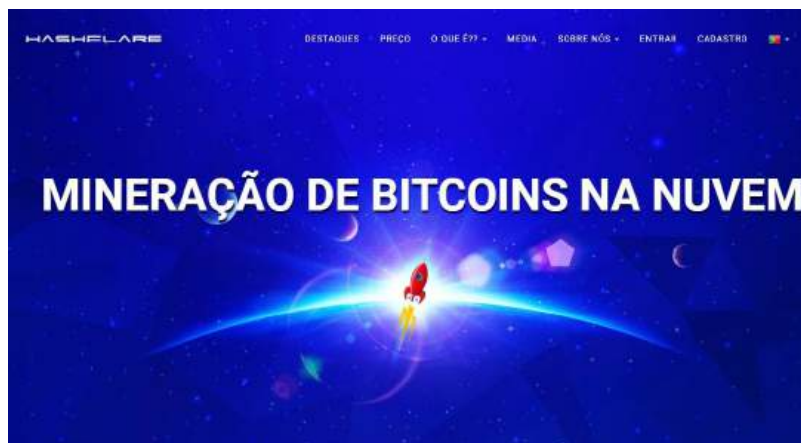 HASHFLARE
DESTAQUES PREÇO O QUE É?? MEDIA SOBRE NÓS ENTRAR CADASTRO
MINERAÇÃO DE BITCOINS NA NUVEM